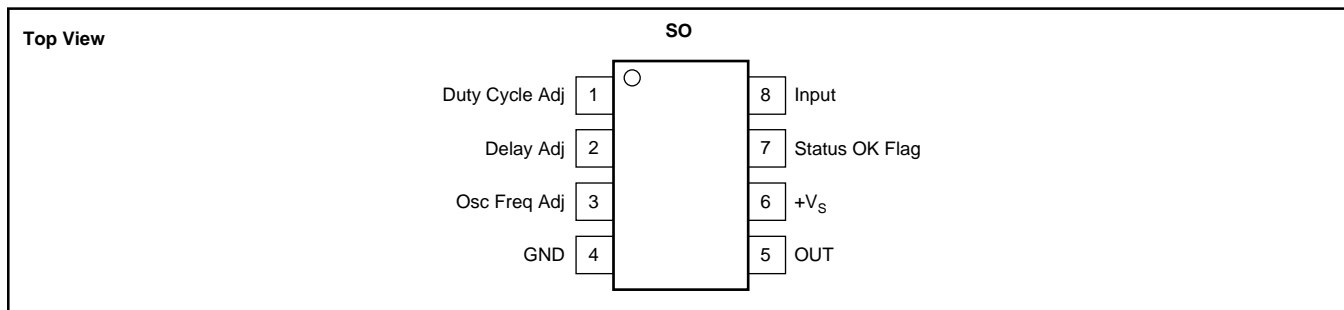 Top View
SO
Duty Cycle Adj 1 8 Input
Delay Adj 2 7 Status OK Flag
Osc Freq Adj 3 6 +VS
GND 4 5 OUT